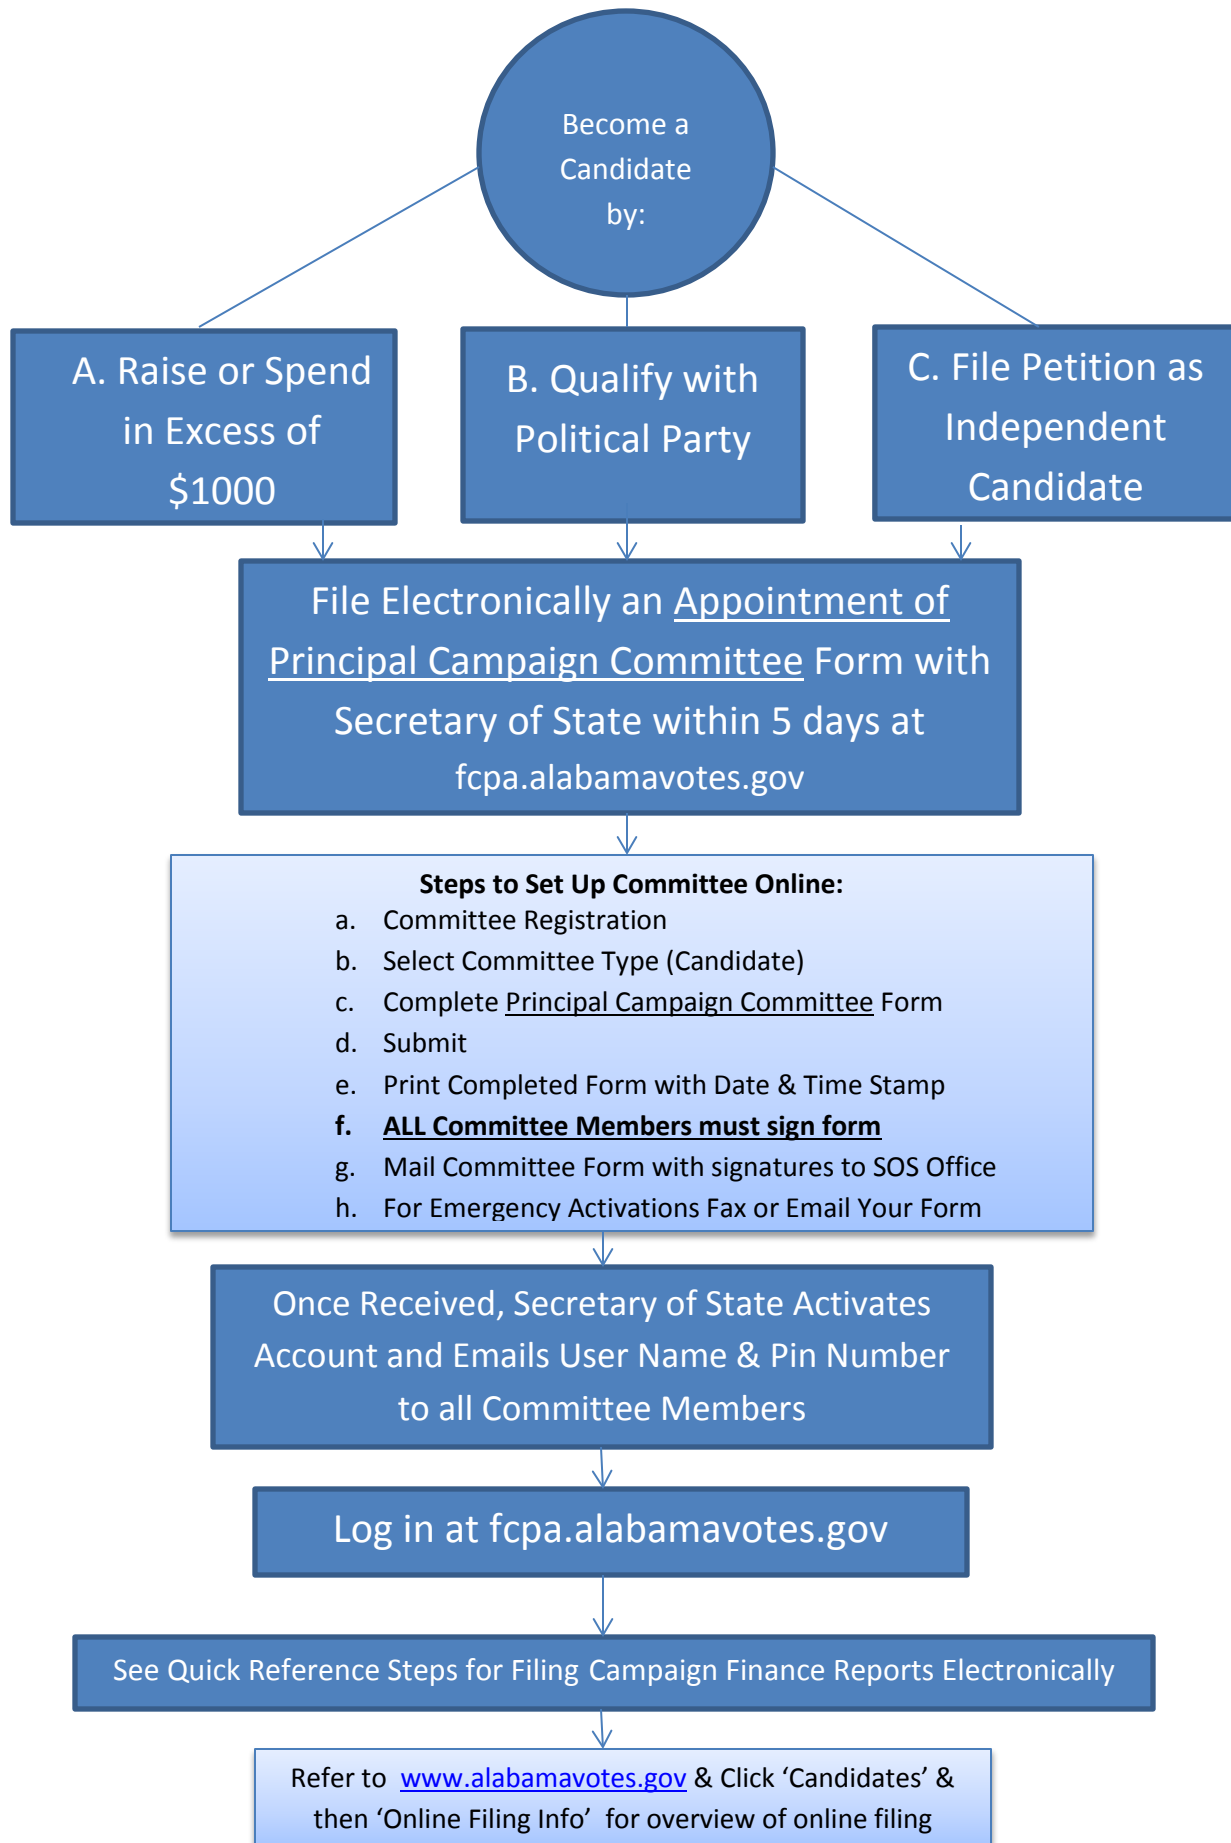 Become a
Candidate
by:
A. Raise or Spend
in Excess of
$1000
B. Qualify with
Political Party
C. File Petition as
Independent
Candidate
File Electronically an Appointment of
Principal Campaign Committee Form with
Secretary of State within 5 days at
fcpa.alabamavotes.gov
Steps to Set Up Committee Online:
a. Committee Registration
b. Select Committee Type (Candidate)
c. Complete Principal Campaign Committee Form
d. Submit
e. Print Completed Form with Date & Time Stamp
f. ALL Committee Members must sign form
g. Mail Committee Form with signatures to SOS Office
h. For Emergency Activations Fax or Email Your Form
Once Received, Secretary of State Activates
Account and Emails User Name & Pin Number
to all Committee Members
Log in at fcpa.alabamavotes.gov
See Quick Reference Steps for Filing Campaign Finance Reports Electronically
Refer to www.alabamavotes.gov & Click ‘Candidates’ &
then ‘Online Filing Info’ for overview of online filing